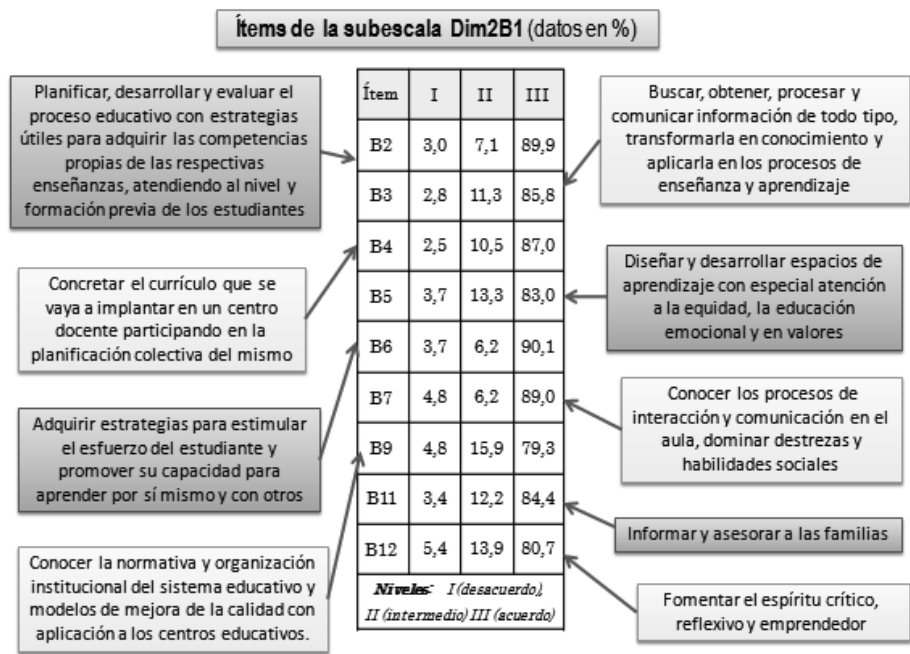 Ítems de la subescala Dim2B1 (datos en %)
Planificar, desarrollar y evaluar el
proceso educativo con estrategias
útiles para adquirir las competencias
propias de las respectivas
enseñanzas, atendiendo al nivel y
formación previa de los estudiantes
Concretar el currículo que se
vaya a implantar en un centro
docente participando en la
planificación colectiva del mismo
Adquirir estrategias para estimular
el esfuerzo del estudiante y
promover su capacidad para
aprender por sí mismo y con otros
Conocer la normativa y organización
institucional del sistema educativo y
modelos de mejora de la calidad con
aplicación a los centros educativos.
Ítem I II III
B2 3,0 7,1 89,9
B3 2,8 11,3 85,8
B4 2,5 10,5 87,0
B5 3,7 13,3 83,0
B6 3,7 6,2 90,1
B7 4,8 6,2 89,0
B9 4,8 15,9 79,3
B11 3,4 12,2 84,4
B12 5,4 13,9 80,7
Niveles: I (desacuerdo),
II (intermedio) III (acuerdo)
Buscar, obtener, procesar y
comunicar información de todo tipo,
transformarla en conocimiento y
aplicarla en los procesos de
enseñanza y aprendizaje
Diseñar y desarrollar espacios de
aprendizaje con especial atención
a la equidad, la educación
emocional y en valores
Conocer los procesos de
interacción y comunicación en el
aula, dominar destrezas y
habilidades sociales
Informar y asesorar a las familias
Fomentar el espíritu crítico,
reflexivo y emprendedor